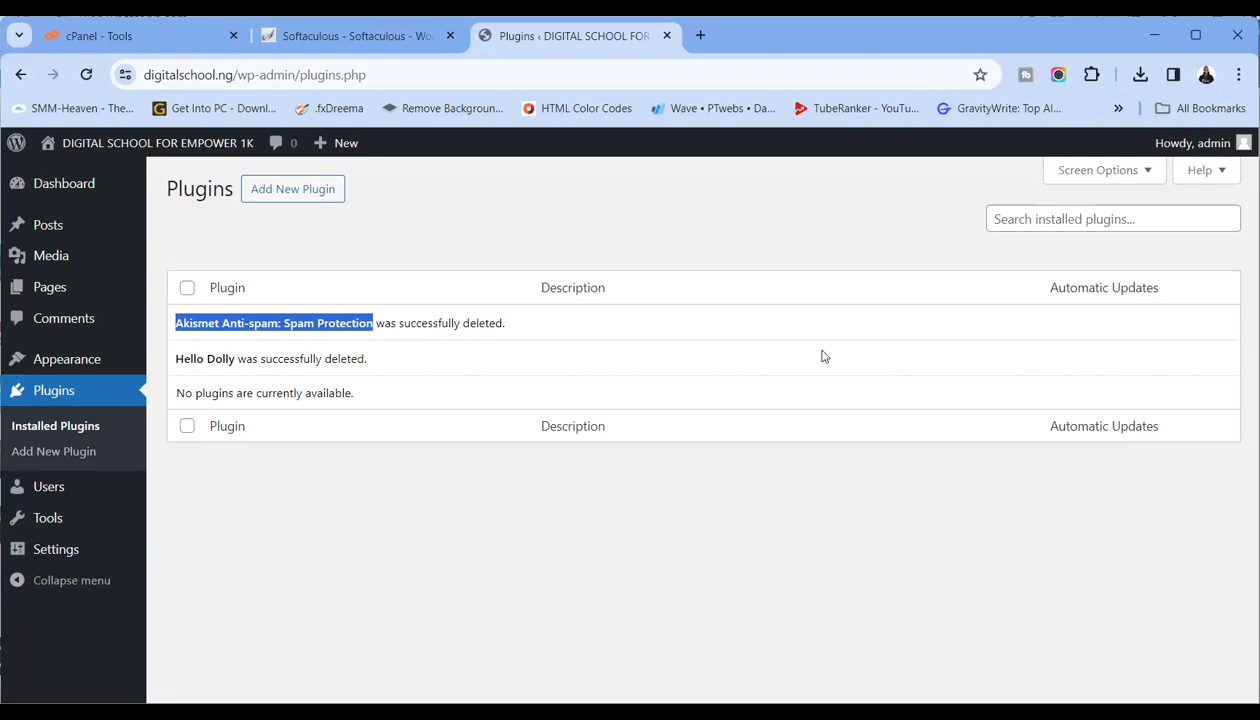 cPanel - Tools
Softaculous - Softaculous - Wo
Plugins ‹ DIGITAL SCHOOL FOR
digitalschool.ng/wp-admin/plugins.php
SMM-Heaven - The...
Get Into PC - Downl...
.fxDreema
Remove Backgroun...
HTML Color Codes
Wave • PTwebs • Da...
TubeRanker - YouTu...
GravityWrite: Top AI...
»
All Bookmarks
DIGITAL SCHOOL FOR EMPOWER 1K
0
New
Howdy, admin
Dashboard
Posts
Media
Pages
Comments
Appearance
Plugins
Installed Plugins
Add New Plugin
Users
Tools
Settings
Collapse menu
Screen Options
Help
Plugins
Add New Plugin
Search installed plugins...
Plugin Description Automatic Updates
Akismet Anti-spam: Spam Protection was successfully deleted.
Hello Dolly was successfully deleted.
No plugins are currently available.
Plugin Description Automatic Updates